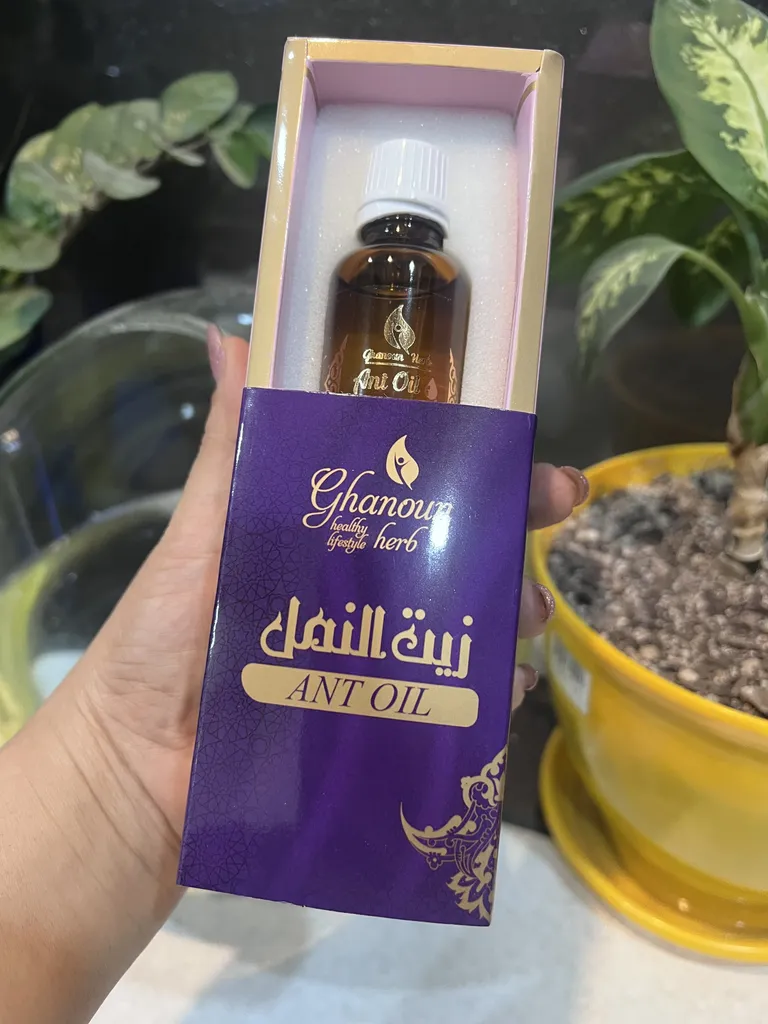 Ghanoun Herb
Ant Oil
Ghanoun
healthy
lifestyle herb
زيت النمل
ANT OIL